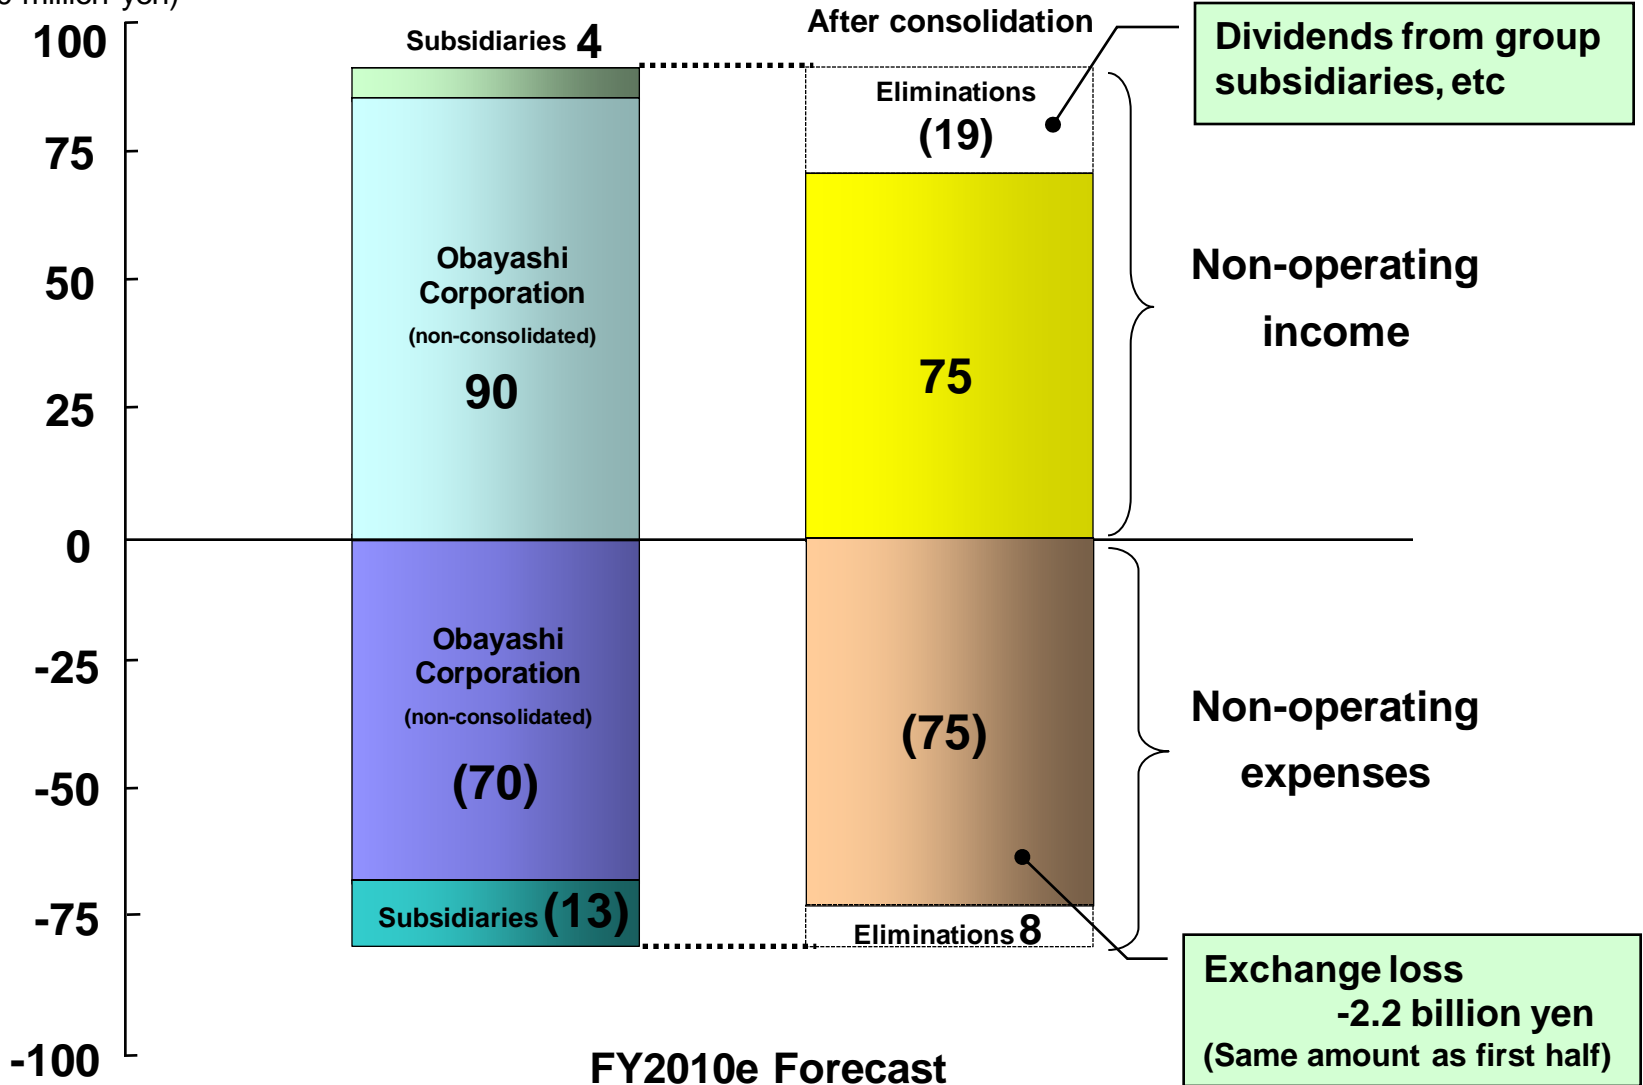 million yen)
100
75
50
25
0
-25
-50
-75
-100
Subsidiaries 4
Obayashi
Corporation
(non-consolidated)
90
Obayashi
Corporation
(non-consolidated)
(70)
Subsidiaries (13)
After consolidation
Eliminations
(19)
75
(75)
Eliminations 8
Dividends from group
subsidiaries, etc
Non-operating
income
Non-operating
expenses
Exchange loss
-2.2 billion yen
(Same amount as first half)
FY2010e Forecast